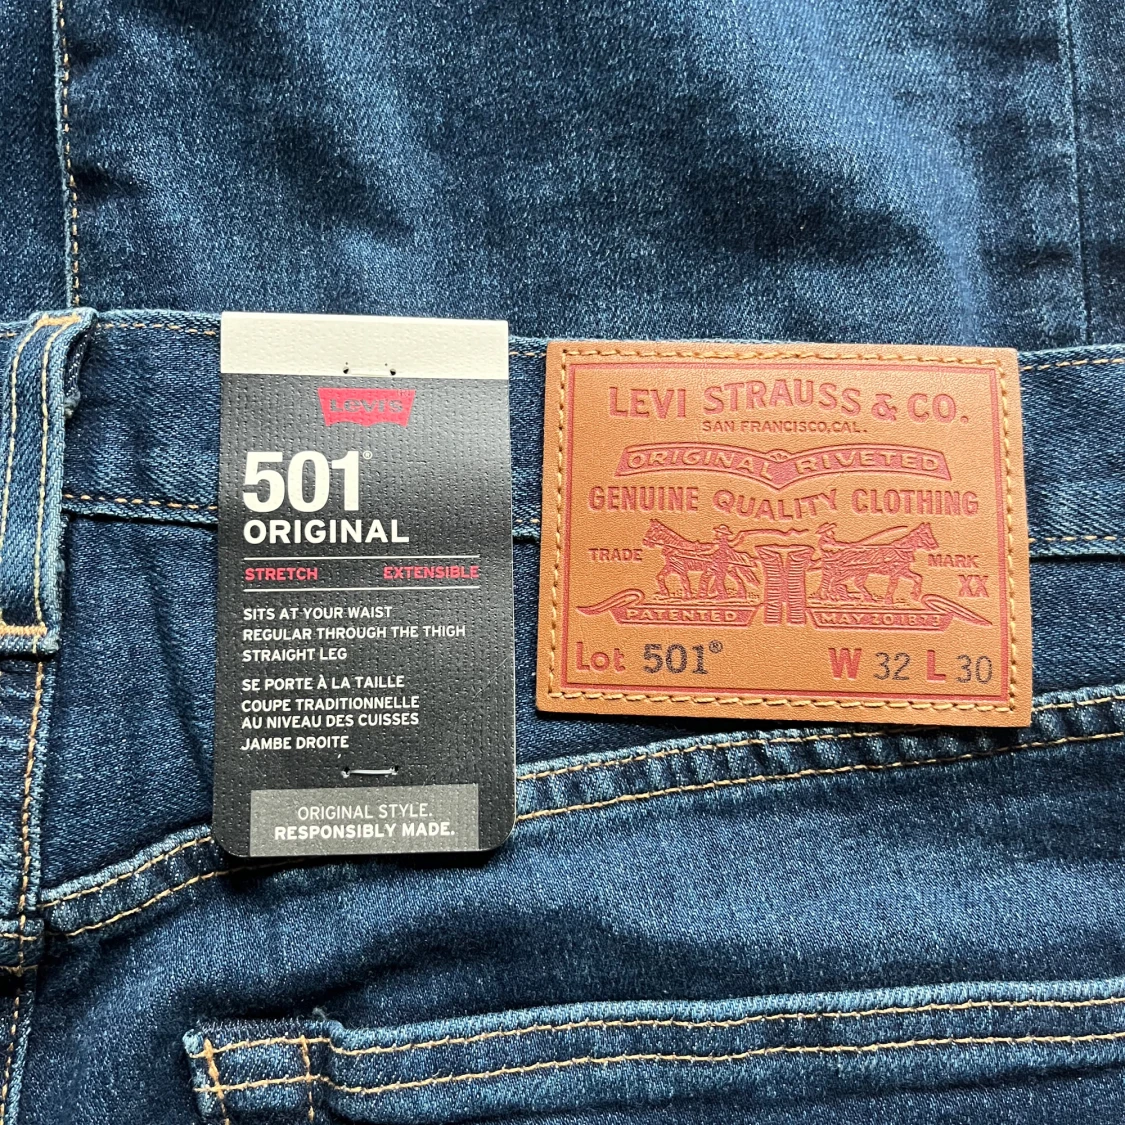 LEVI'S
501®
ORIGINAL
STRETCH EXTENSIBLE
SITS AT YOUR WAIST
REGULAR THROUGH THE THIGH
STRAIGHT LEG
SE PORTE À LA TAILLE
COUPE TRADITIONNELLE
AU NIVEAU DES CUISSES
JAMBE DROITE
ORIGINAL STYLE.
RESPONSIBLY MADE.
LEVI STRAUSS & CO.
SAN FRANCISCO, CAL.
ORIGINAL RIVETED
GENUINE QUALITY CLOTHING
TRADE MARK
XX
PATENTED MAY 20 1873
Lot 501® W 32 L 30